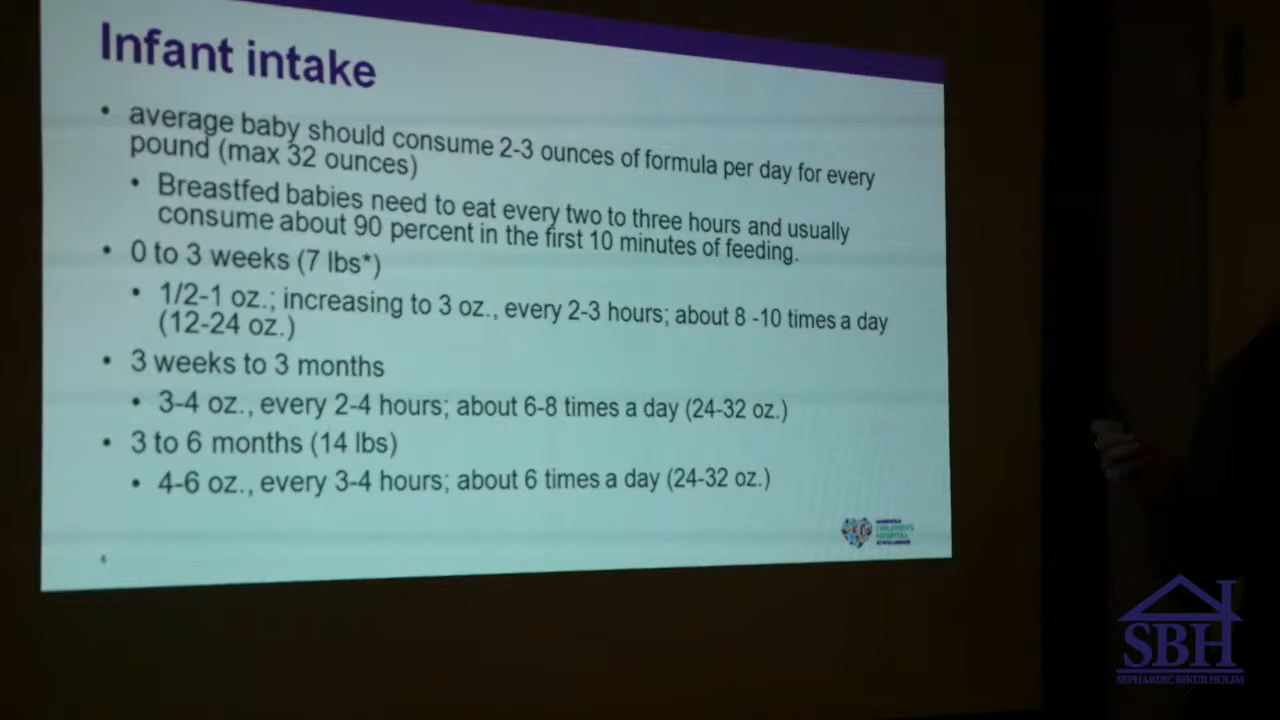 Infant intake
• average baby should consume 2-3 ounces of formula per day for every
pound (max 32 ounces)
• Breastfed babies need to eat every two to three hours and usually
consume about 90 percent in the first 10 minutes of feeding.
• 0 to 3 weeks (7 lbs*)
• 1/2-1 oz.; increasing to 3 oz., every 2-3 hours; about 8 -10 times a day
(12-24 oz.)
• 3 weeks to 3 months
• 3-4 oz., every 2-4 hours; about 6-8 times a day (24-32 oz.)
• 3 to 6 months (14 lbs)
• 4-6 oz., every 3-4 hours; about 6 times a day (24-32 oz.)
CHILDREN'S
HOSPITAL
SBH
SEPHARDIC BIKUR HOLIM